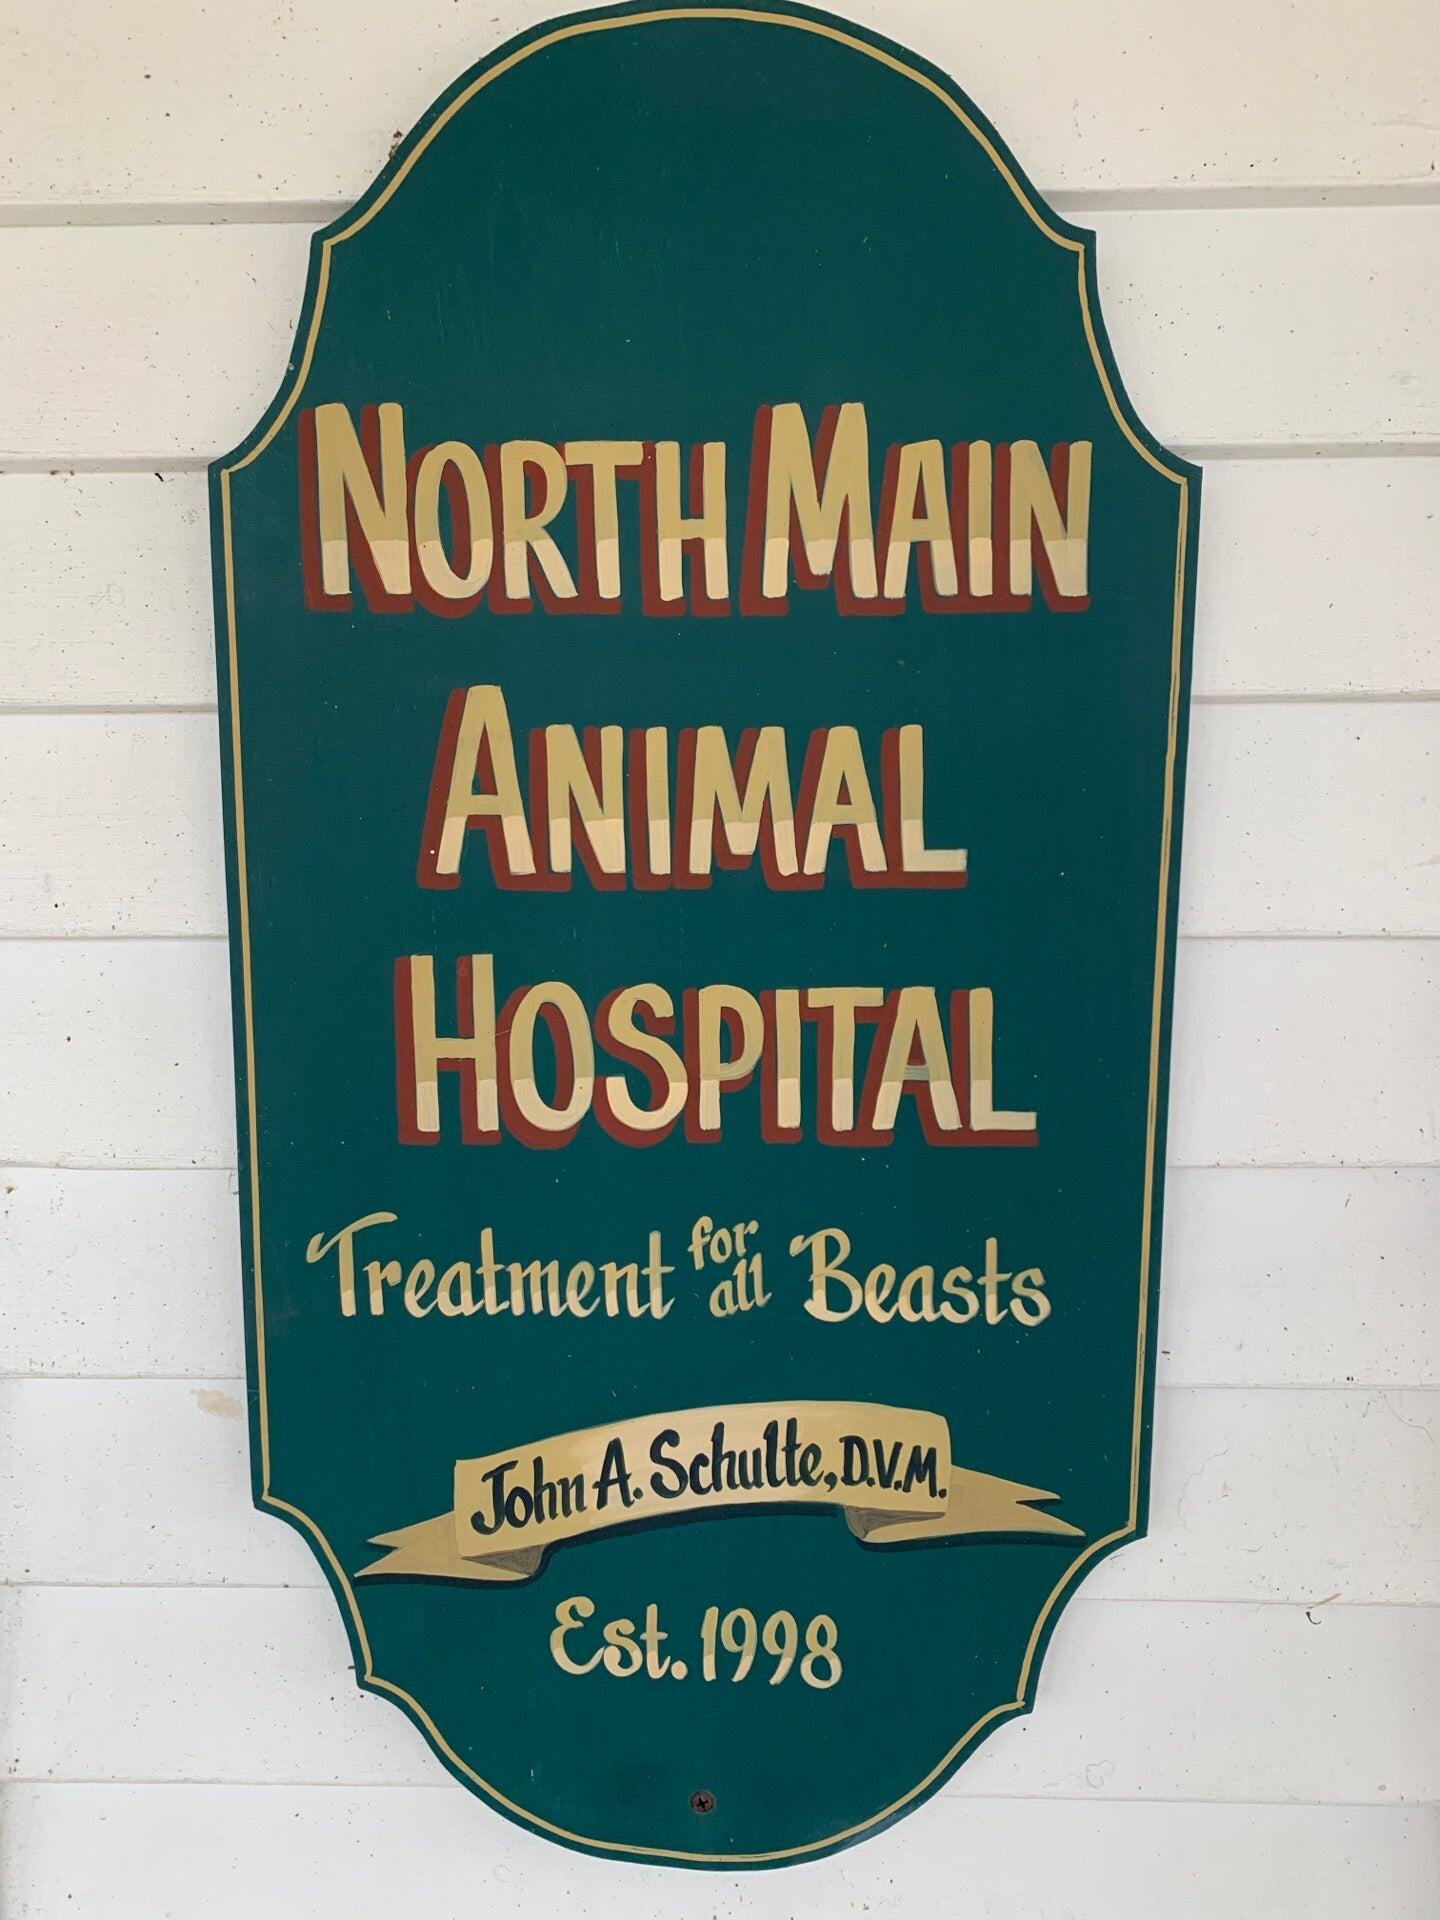 NORTH MAIN
ANIMAL
HOSPITAL
Treatment for all Beasts
John A. Schulte, D.V.M.
Est. 1998